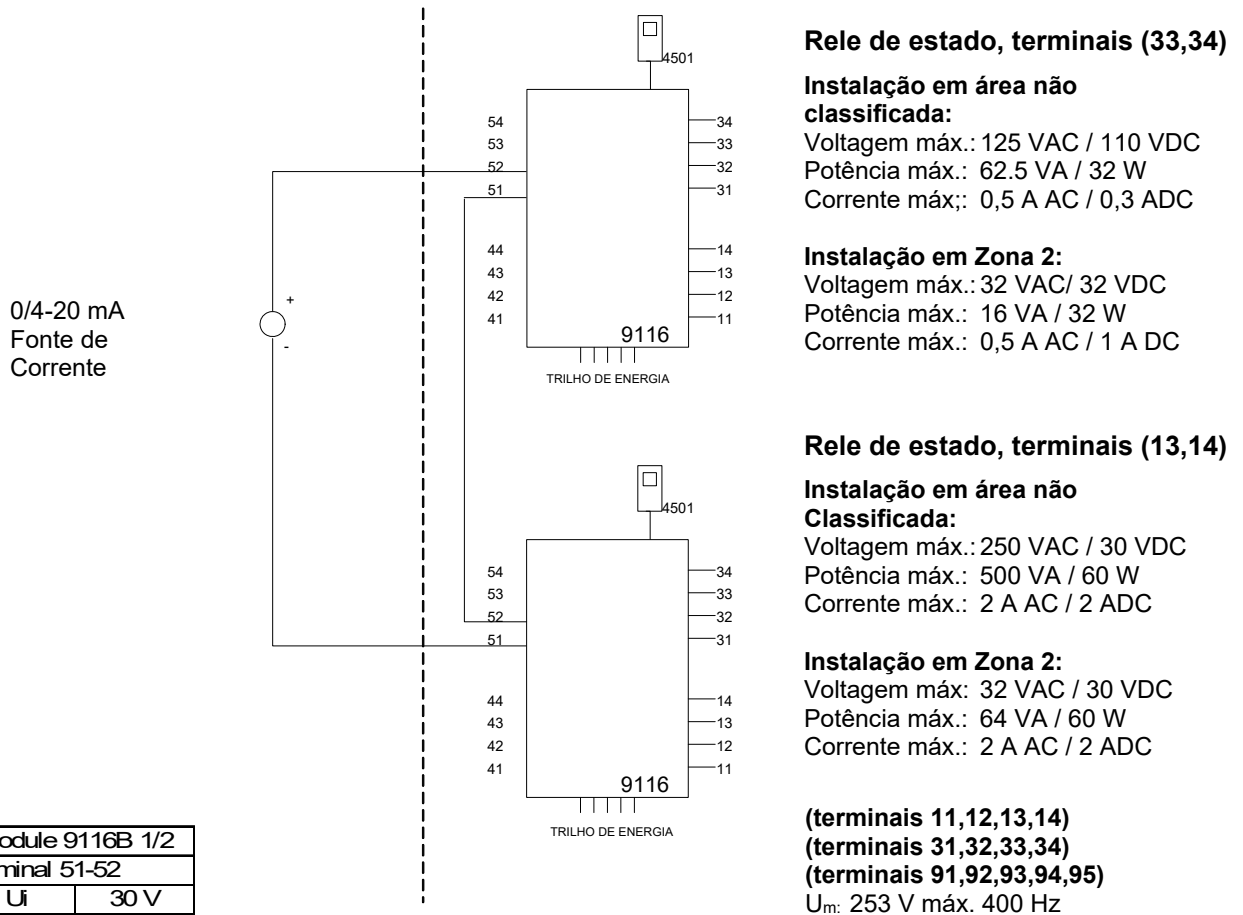 4501
54
53
52
51
44
43
42
41
34
33
32
31
14
13
12
11
9116
TRILHO DE ENERGIA
0/4-20 mA
Fonte de
Corrente
+
-
4501
54
53
52
51
44
43
42
41
34
33
32
31
14
13
12
11
9116
TRILHO DE ENERGIA
odule 9116B 1/2
minal 51-52
Ui 30 V
Rele de estado, terminais (33,34)
Instalação em área não
classificada:
Voltagem máx.: 125 VAC / 110 VDC
Potência máx.: 62.5 VA / 32 W
Corrente máx;: 0,5 A AC / 0,3 ADC
Instalação em Zona 2:
Voltagem máx.: 32 VAC/ 32 VDC
Potência máx.: 16 VA / 32 W
Corrente máx.: 0,5 A AC / 1 A DC
Rele de estado, terminais (13,14)
Instalação em área não
Classificada:
Voltagem máx.: 250 VAC / 30 VDC
Potência máx.: 500 VA / 60 W
Corrente máx.: 2 A AC / 2 ADC
Instalação em Zona 2:
Voltagem máx: 32 VAC / 30 VDC
Potência máx.: 64 VA / 60 W
Corrente máx.: 2 A AC / 2 ADC
(terminais 11,12,13,14)
(terminais 31,32,33,34)
(terminais 91,92,93,94,95)
Um: 253 V máx. 400 Hz